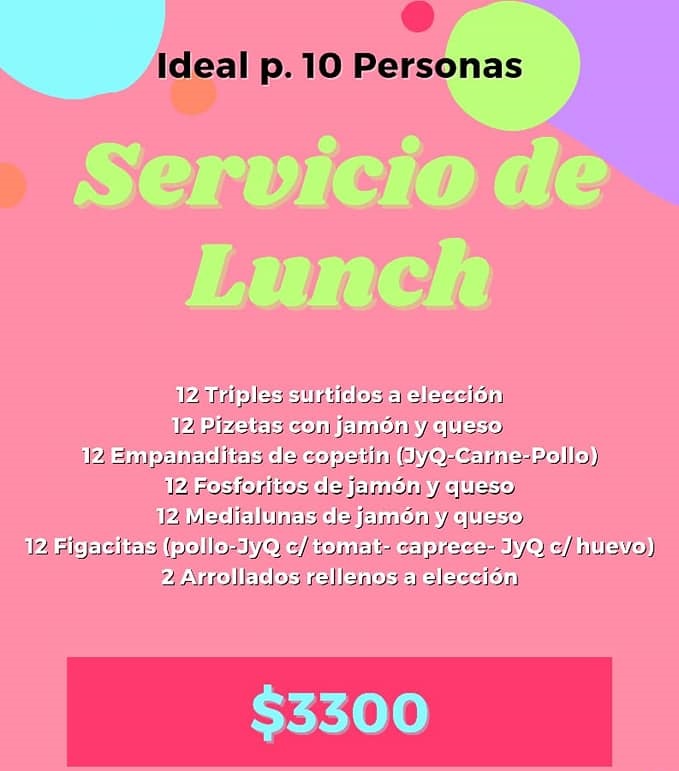 Ideal p. 10 Personas
Servicio de
Lunch
12 Triples surtidos a elección
12 Pizetas con jamón y queso
12 Empanaditas de copetin (JyQ-Carne-Pollo)
12 Fosforitos de jamón y queso
12 Medialunas de jamón y queso
12 Figacitas (pollo-JyQ c/ tomat- caprece- JyQ c/ huevo)
2 Arrollados rellenos a elección
$3300